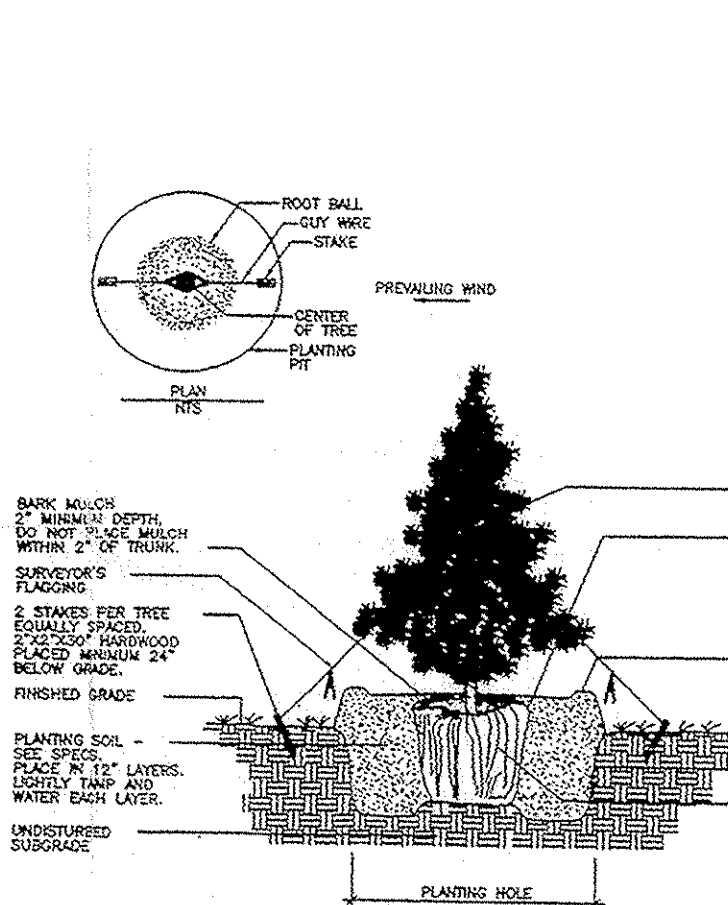 ROOT BALL
GUY WIRE
STAKE
CENTER
OF TREE
PLANTING
PIT
PLAN
NTS
PREVAILING WIND
BARK MULCH
2" MINIMUM DEPTH,
DO NOT PLACE MULCH
WITHIN 2" OF TRUNK.
SURVEYOR'S
FLAGGING
2 STAKES PER TREE
EQUALLY SPACED,
2"X2"X30" HARDWOOD
PLACED MINIMUM 24"
BELOW GRADE.
FINISHED GRADE
PLANTING SOIL -
SEE SPECS.
PLACE IN 12" LAYERS.
LIGHTLY TAMP AND
WATER EACH LAYER.
UNDISTURBED
SUBGRADE
PLANTING HOLE